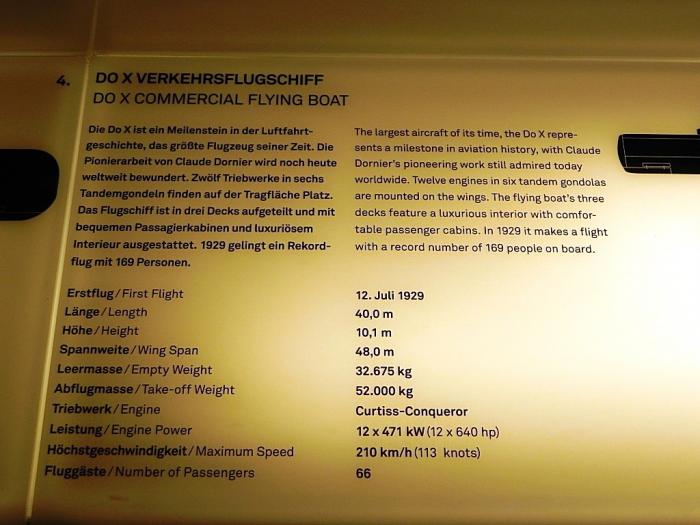 4. DO X VERKEHRSFLUGSCHIFF
DO X COMMERCIAL FLYING BOAT
Die Do X ist ein Meilenstein in der Luftfahrt-
geschichte, das größte Flugzeug seiner Zeit. Die
Pionierarbeit von Claude Dornier wird noch heute
weltweit bewundert. Zwölf Triebwerke in sechs
Tandemgondeln finden auf der Tragfläche Platz.
Das Flugschiff ist in drei Decks aufgeteilt und mit
bequemen Passagierkabinen und luxuriösem
Interieur ausgestattet. 1929 gelingt ein Rekord-
flug mit 169 Personen.
The largest aircraft of its time, the Do X repre-
sents a milestone in aviation history, with Claude
Dornier's pioneering work still admired today
worldwide. Twelve engines in six tandem gondolas
are mounted on the wings. The flying boat's three
decks feature a luxurious interior with comfor-
table passenger cabins. In 1929 it makes a flight
with a record number of 169 people on board.
Erstflug/First Flight 12. Juli 1929
Länge/Length 40,0 m
Höhe/Height 10,1 m
Spannweite/Wing Span 48,0 m
Leermasse/Empty Weight 32.675 kg
Abflugmasse/Take-off Weight 52.000 kg
Triebwerk/Engine Curtiss-Conqueror
Leistung/Engine Power 12 x 471 kW (12 x 640 hp)
Höchstgeschwindigkeit/Maximum Speed 210 km/h (113 knots)
Fluggäste/Number of Passengers 66